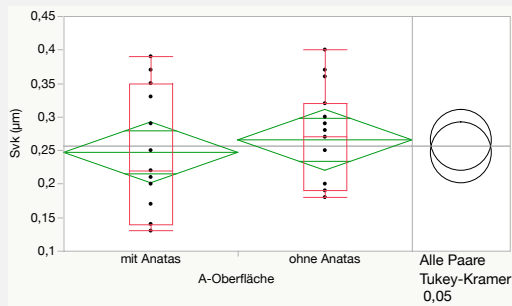 0,45
0,4
0,35
0,3
0,25
0,2
0,15
0,1
Svk (µm)
mit Anatas
ohne Anatas
A-Oberfläche
Alle Paare
Tukey-Kramer
0,05